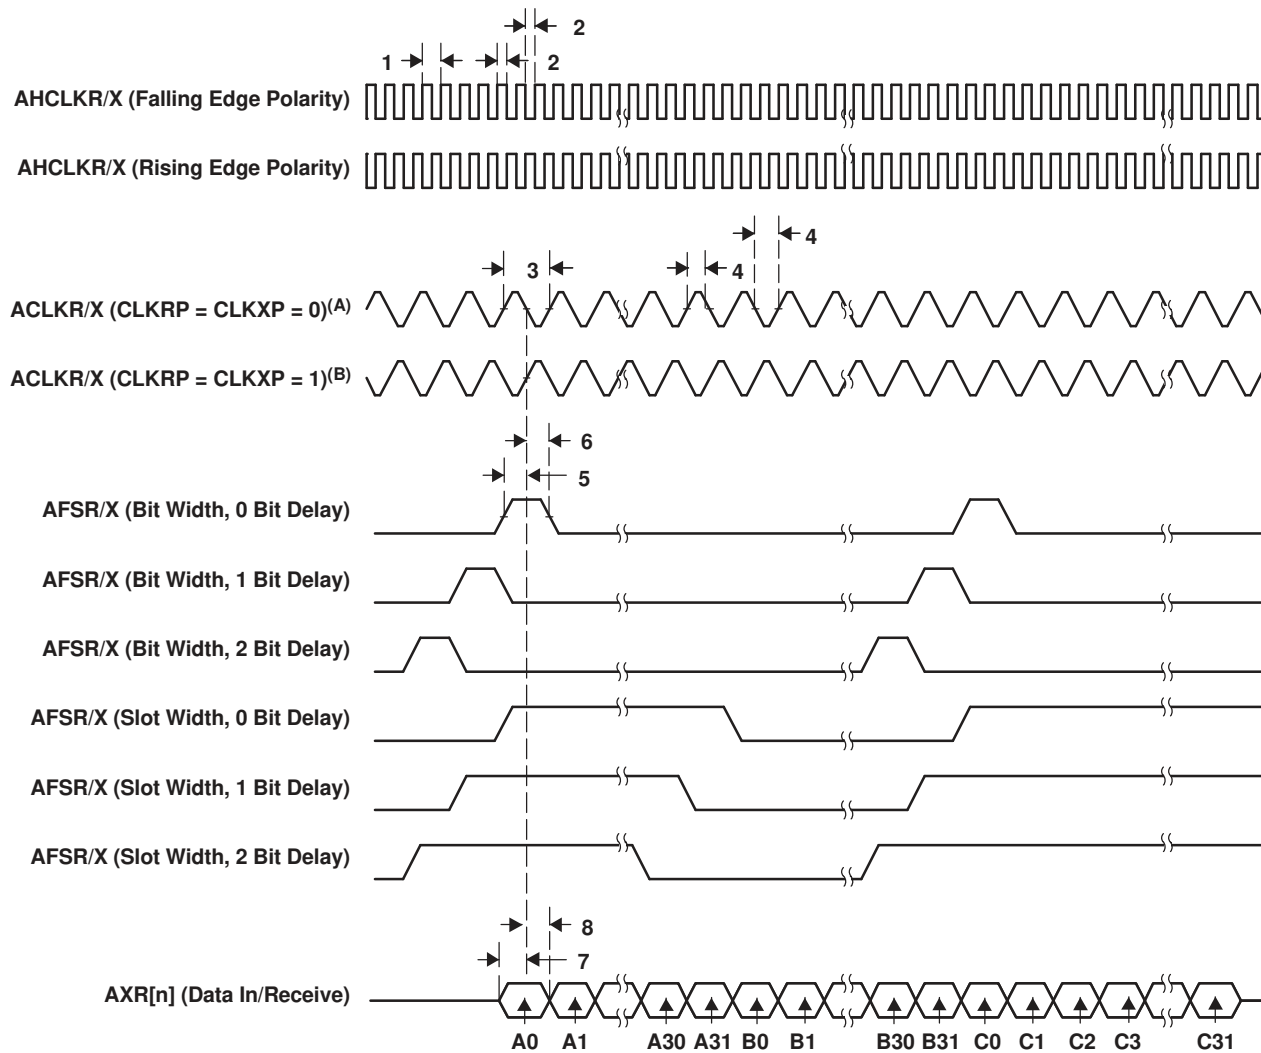 2
1
2
AHCLKR/X (Falling Edge Polarity)
AHCLKR/X (Rising Edge Polarity)
4
3
4
ACLKR/X (CLKRP = CLKXP = 0)(A)
ACLKR/X (CLKRP = CLKXP = 1)(B)
6
5
AFSR/X (Bit Width, 0 Bit Delay)
AFSR/X (Bit Width, 1 Bit Delay)
AFSR/X (Bit Width, 2 Bit Delay)
AFSR/X (Slot Width, 0 Bit Delay)
AFSR/X (Slot Width, 1 Bit Delay)
AFSR/X (Slot Width, 2 Bit Delay)
8
7
AXR[n] (Data In/Receive)
A0 A1 A30 A31 B0 B1 B30 B31 C0 C1 C2 C3 C31